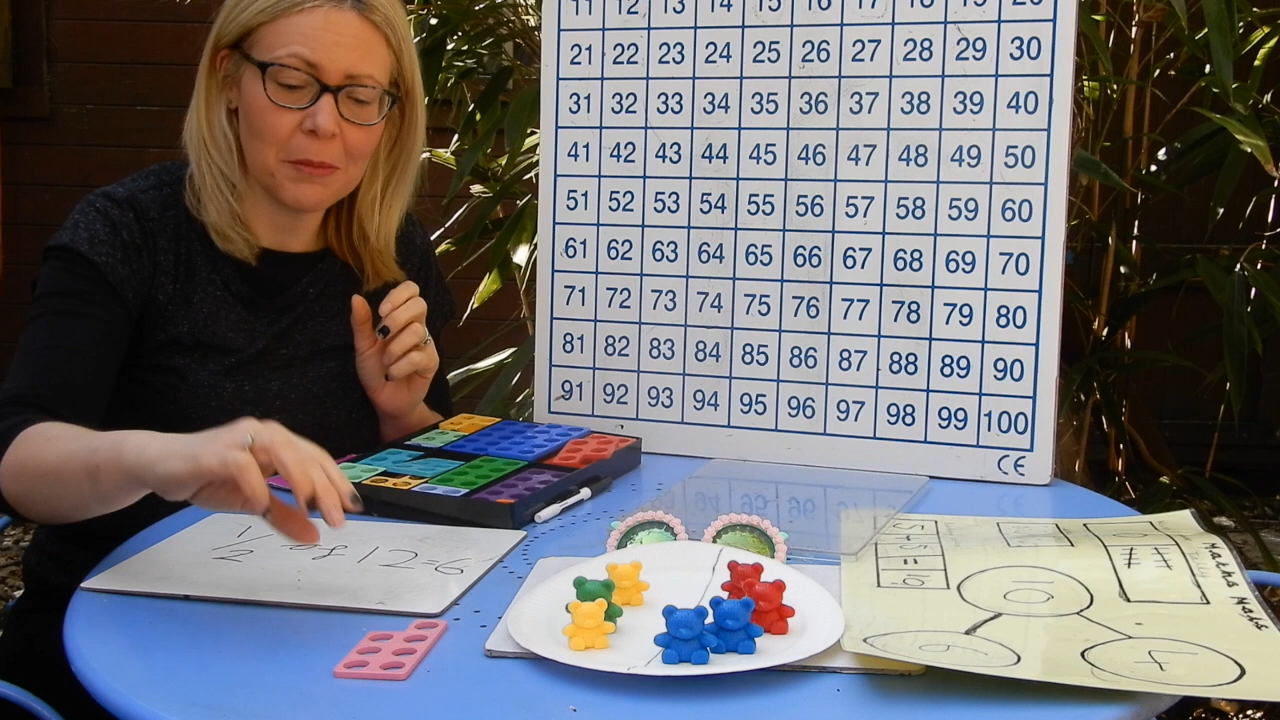 11 12 13 14 15 16 17 18 19 20
21 22 23 24 25 26 27 28 29 30
31 32 33 34 35 36 37 38 39 40
41 42 43 44 45 46 47 48 49 50
51 52 53 54 55 56 57 58 59 60
61 62 63 64 65 66 67 68 69 70
71 72 73 74 75 76 77 78 79 80
81 82 83 84 85 86 87 88 89 90
91 92 93 94 95 96 97 98 99 100
CE
1/2 of 12=6
Maths Mats
10
6
4